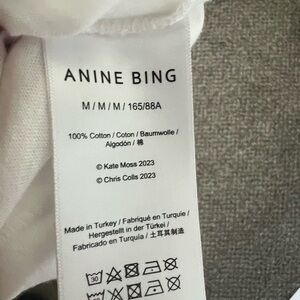 ANINE BING
M / M / M / 165/88A
100% Cotton / Coton / Baumwolle /
Algodón / 棉
© Kate Moss 2023
© Chris Colls 2023
Made in Turkey / Fabriqué en Turquie /
Hergestellt in der Türkei /
Fabricado en Turquía / 土耳其制造
30